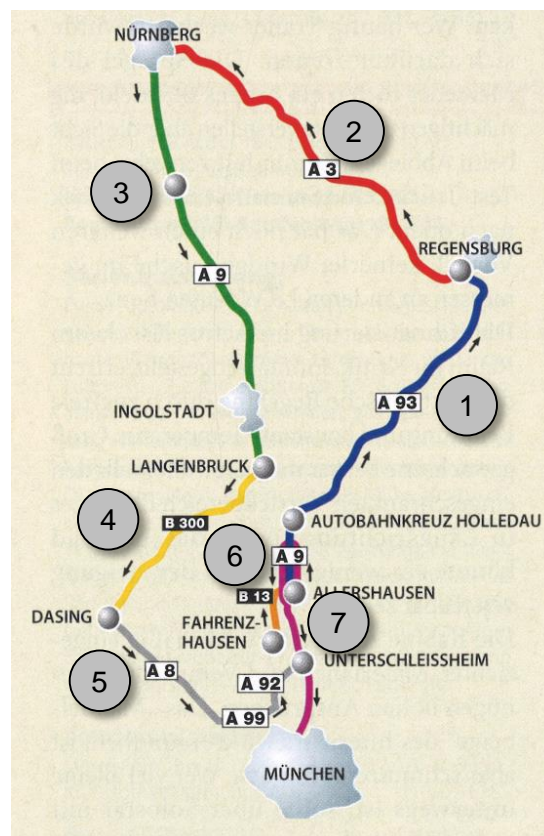 NÜRNBERG
2
A 3
3
REGENSBURG
A 9
A 93
1
INGOLSTADT
LANGENBRUCK
4
B 300
AUTOBAHNKREUZ HOLLEDAU
6
A 9
B 13
ALLERSHAUSEN
DASING
FAHRENZ-
HAUSEN
7
UNTERSCHLEISSHEIM
5
A 8
A 92
A 99
MÜNCHEN